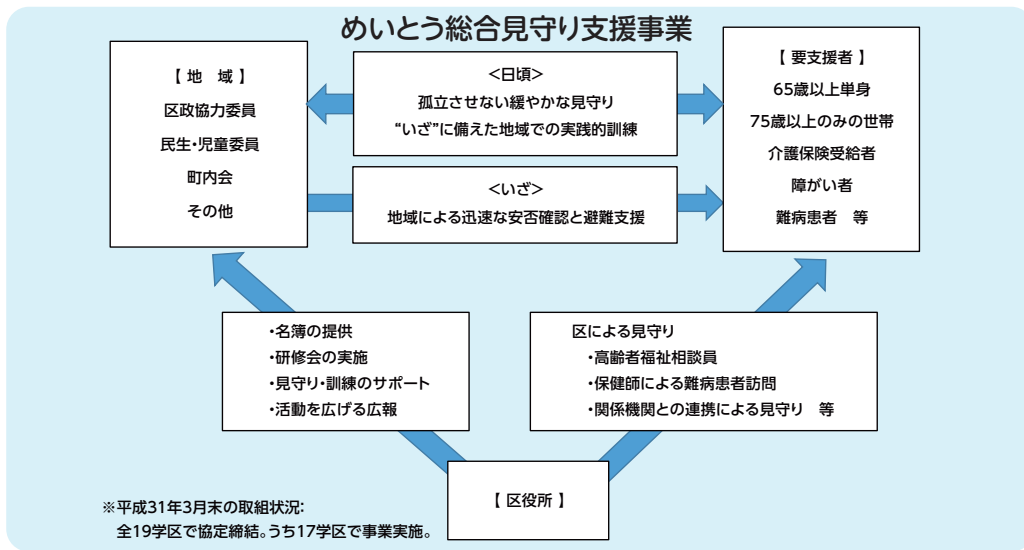 めいとう総合見守り支援事業
【 地　域 】
区政協力委員
民生・児童委員
町内会
その他
<日頃>
孤立させない緩やかな見守り
“いざ”に備えた地域での実践的訓練
<いざ>
地域による迅速な安否確認と避難支援
【 要支援者 】
65歳以上単身
75歳以上のみの世帯
介護保険受給者
障がい者
難病患者　等
・名簿の提供
・研修会の実施
・見守り・訓練のサポート
・活動を広げる広報
区による見守り
・高齢者福祉相談員
・保健師による難病患者訪問
・関係機関との連携による見守り　等
【 区役所 】
※平成31年3月末の取組状況：
全19学区で協定締結。うち17学区で事業実施。